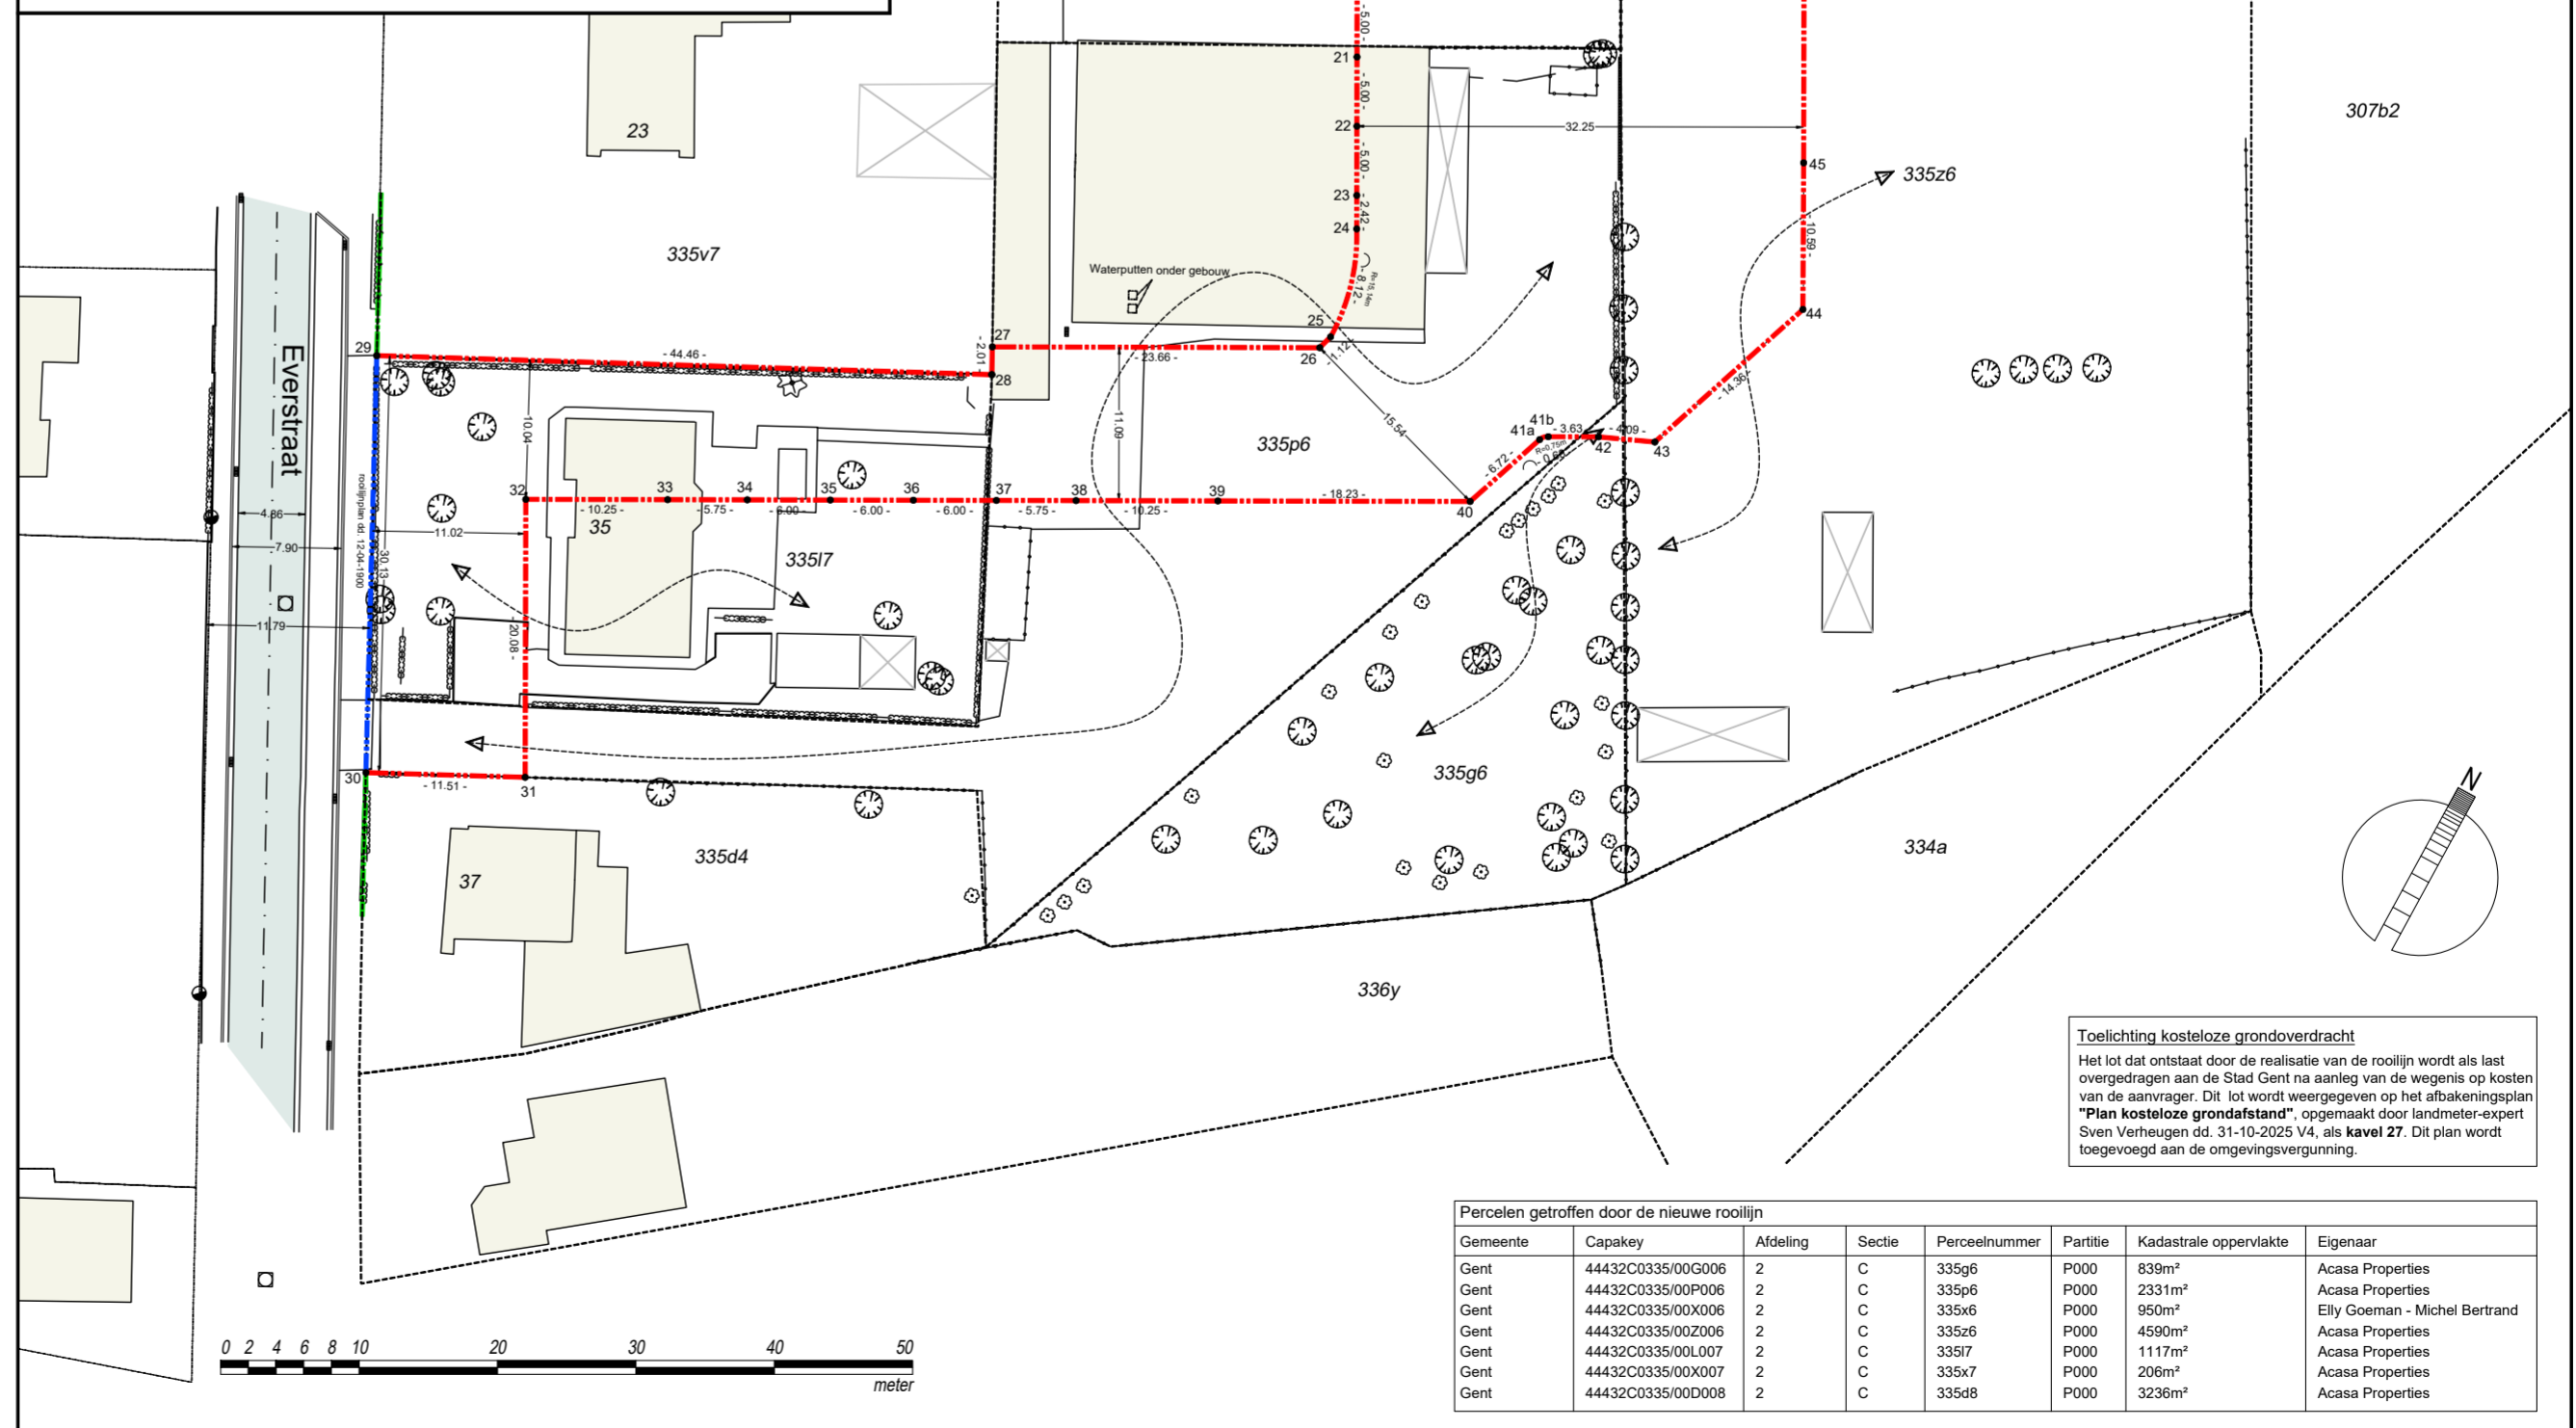 - 5.00 -
21
- 5.00 -
22
32.25
307b2
23
- 5.00 -
45
335z6
23
- 2.42 -
24
- 10.59 -
335v7
Waterputten onder gebouw
R=15,14m
- 8.12 -
44
25
27
29
- 44.46 -
- 2.01 -
- 23.66 -
26
- 1.12 -
28
- 14.36 -
Everstraat
10.04
11.09
15.54
41b
41a
- 3.63 -
- 4.09 -
42
43
335p6
R=0,75m
- 6.72 -
rooilijnplan dd. 12-04-1900
32
33
34
35
36
37
38
39
- 18.23 -
40
- 10.25 -
- 5.75 -
- 6.00 -
- 6.00 -
- 6.00 -
- 5.75 -
- 10.25 -
4.86
35
11.02
7.90
30.13
335l7
11.79
- 20.08 -
30
- 11.51 -
31
335g6
N
335d4
334a
37
336y
Toelichting kosteloze grondoverdracht
Het lot dat ontstaat door de realisatie van de rooilijn wordt als last
overgedragen aan de Stad Gent na aanleg van de wegenis op kosten
van de aanvrager. Dit lot wordt weergegeven op het afbakeningsplan
"Plan kosteloze grondafstand", opgemaakt door landmeter-expert
Sven Verheugen dd. 31-10-2025 V4, als kavel 27. Dit plan wordt
toegevoegd aan de omgevingsvergunning.
Percelen getroffen door de nieuwe rooilijn
Gemeente Capakey Afdeling Sectie Perceelnummer Partitie Kadastrale oppervlakte Eigenaar
Gent 44432C0335/00G006 2 C 335g6 P000 839m² Acasa Properties
Gent 44432C0335/00P006 2 C 335p6 P000 2331m² Acasa Properties
Gent 44432C0335/00X006 2 C 335x6 P000 950m² Elly Goeman - Michel Bertrand
Gent 44432C0335/00Z006 2 C 335z6 P000 4590m² Acasa Properties
Gent 44432C0335/00L007 2 C 335l7 P000 1117m² Acasa Properties
Gent 44432C0335/00X007 2 C 335x7 P000 206m² Acasa Properties
Gent 44432C0335/00D008 2 C 335d8 P000 3236m² Acasa Properties
0 2 4 6 8 10 20 30 40 50
meter